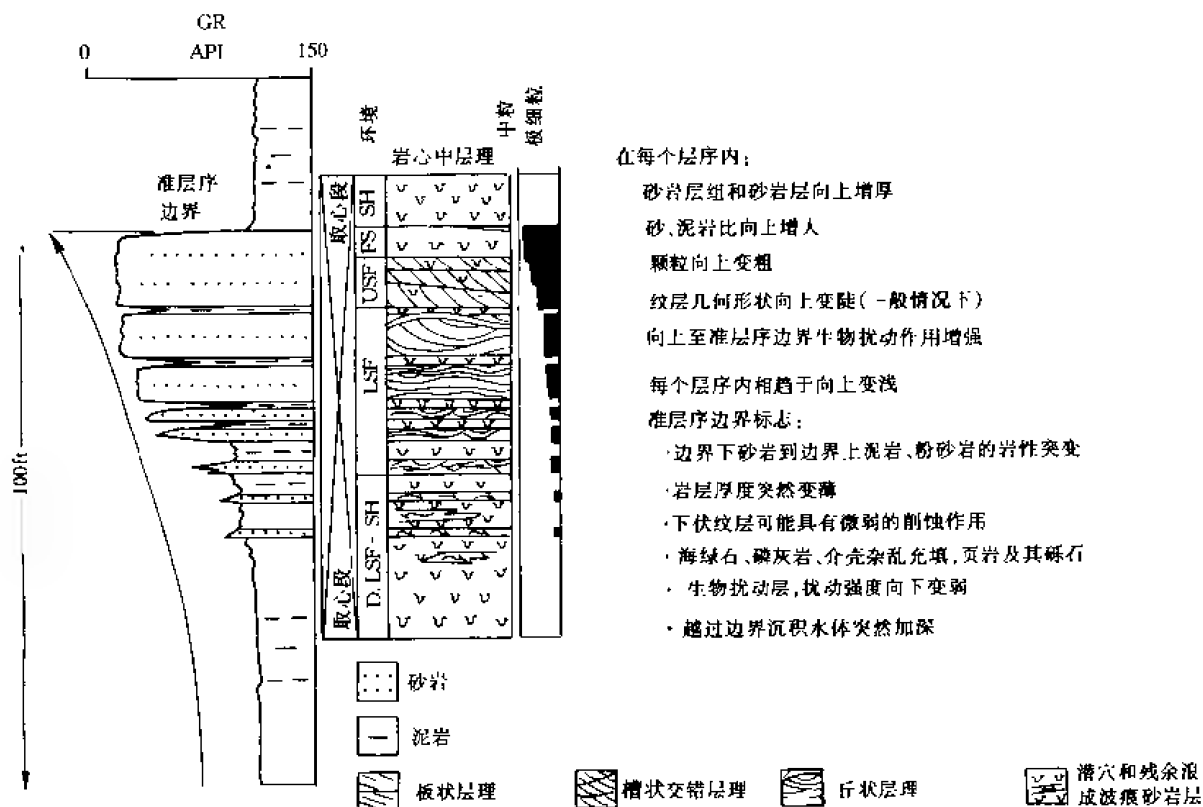 GR
API
0
150
准层序
边界
100ft
取心段
取心段
环境
SH
FS
USF
LSF
D. LSF - SH
岩心中层理
中粒
极细粒
在每个层序内:
砂岩层组和砂岩层向上增厚
砂、泥岩比向上增人
颗粒向上变粗
纹层几何形状向上变陡(一般情况下)
向上至准层序边界生物扰动作用增强
每个层序内相趋于向上变浅
准层序边界标志:
·边界下砂岩到边界上泥岩、粉砂岩的岩性突变
·岩层厚度突然变薄
·下伏纹层可能具有微弱的削蚀作用
·海绿石、磷灰岩、介壳杂乱充填,页岩及其砾石
· 生物扰动层,扰动强度向下变弱
· 越过边界沉积水体突然加深
砂岩
泥岩
板状层理
槽状交错层理
丘状层理
潜穴和残余浪
成波痕砂岩层